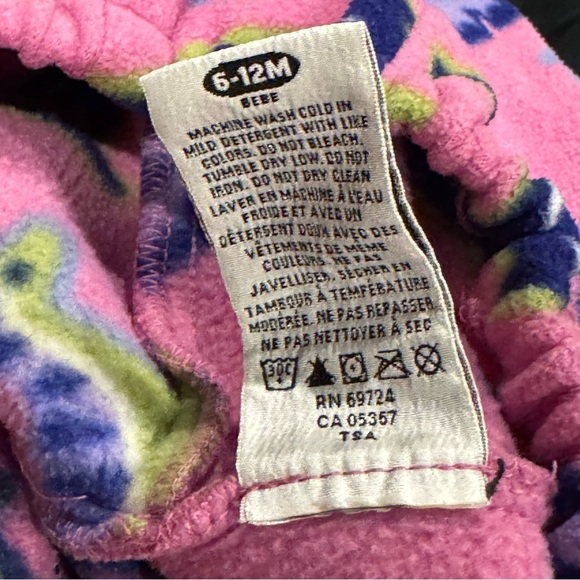 6-12M
BEBE
MACHINE WASH COLD IN
MILD DETERGENT WITH LIKE
COLORS. DO NOT BLEACH.
TUMBLE DRY LOW. DO NOT
IRON. DO NOT DRY CLEAN
LAVER EN MACHINE À L'EAU
FROIDE ET AVEC UN
DÉTERGENT DOUX AVEC DES
VÊTEMENTS DE MÊME
COULEURS. NE PAS
JAVELLISER. SÉCHER EN
TAMBOUR À TEMPÉRATURE
MODÉRÉE. NE PAS REPASSER
NE PAS NETTOYER À SEC
30C
RN 69724
CA 05357
TSA